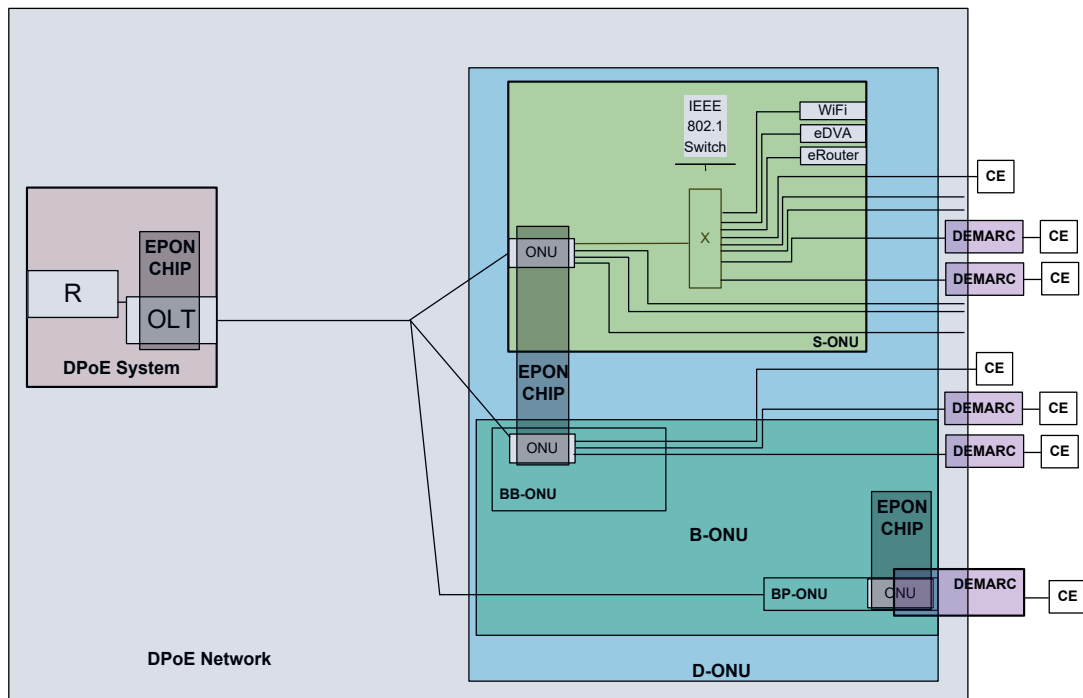 IEEE
802.1
Switch
WiFi
eDVA
eRouter
CE
X
EPON
CHIP
R
OLT
DPoE System
ONU
DEMARC
CE
DEMARC
CE
S-ONU
EPON
CHIP
CE
DEMARC
CE
ONU
DEMARC
CE
BB-ONU
EPON
CHIP
B-ONU
BP-ONU
ONU
DEMARC
CE
DPoE Network
D-ONU